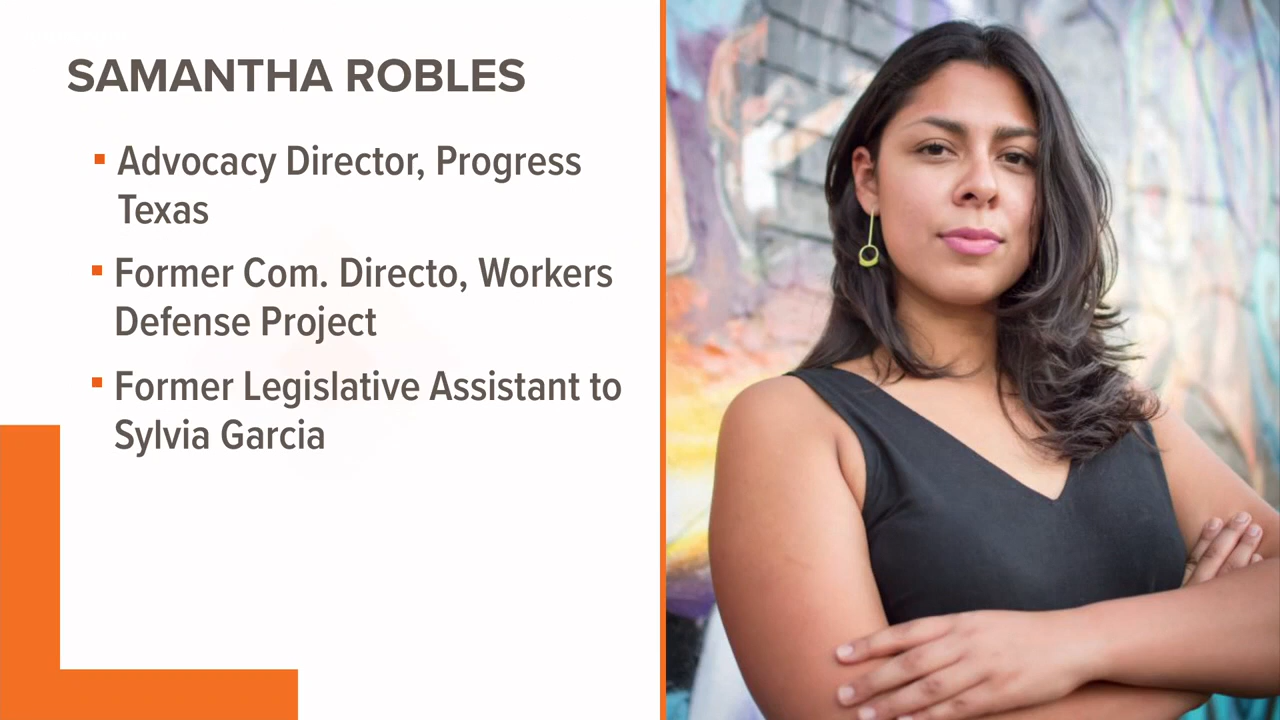 SAMANTHA ROBLES
Advocacy Director, Progress
Texas
Former Com. Directo, Workers
Defense Project
Former Legislative Assistant to
Sylvia Garcia